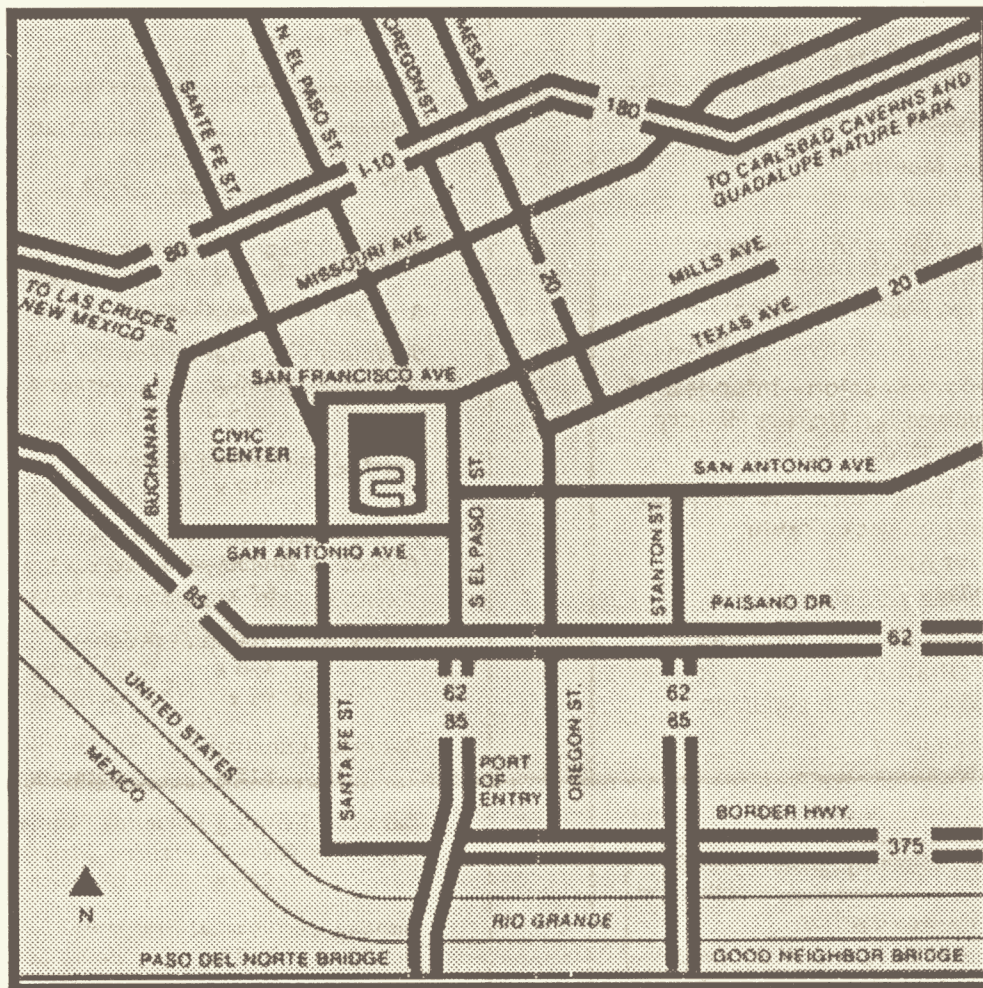 SANTE FE ST.
N. EL PASO ST.
OREGON ST.
MESA ST.
180
I-10
TO CARLSBAD CAVERNS AND
GUADALUPE NATURE PARK
80
MISSOURI AVE.
TO LAS CRUCES,
NEW MEXICO
20
MILLS AVE.
20
TEXAS AVE.
SAN FRANCISCO AVE.
BUCHANAN PL.
CIVIC
CENTER
S. EL PASO ST
SAN ANTONIO AVE.
SAN ANTONIO AVE.
STANTON ST.
85
PAISANO DR.
62
UNITED STATES
MEXICO
SANTA FE ST.
62
85
PORT
OF
ENTRY
OREGON ST.
62
85
BORDER HWY.
375
N
RIO GRANDE
PASO DEL NORTE BRIDGE
GOOD NEIGHBOR BRIDGE